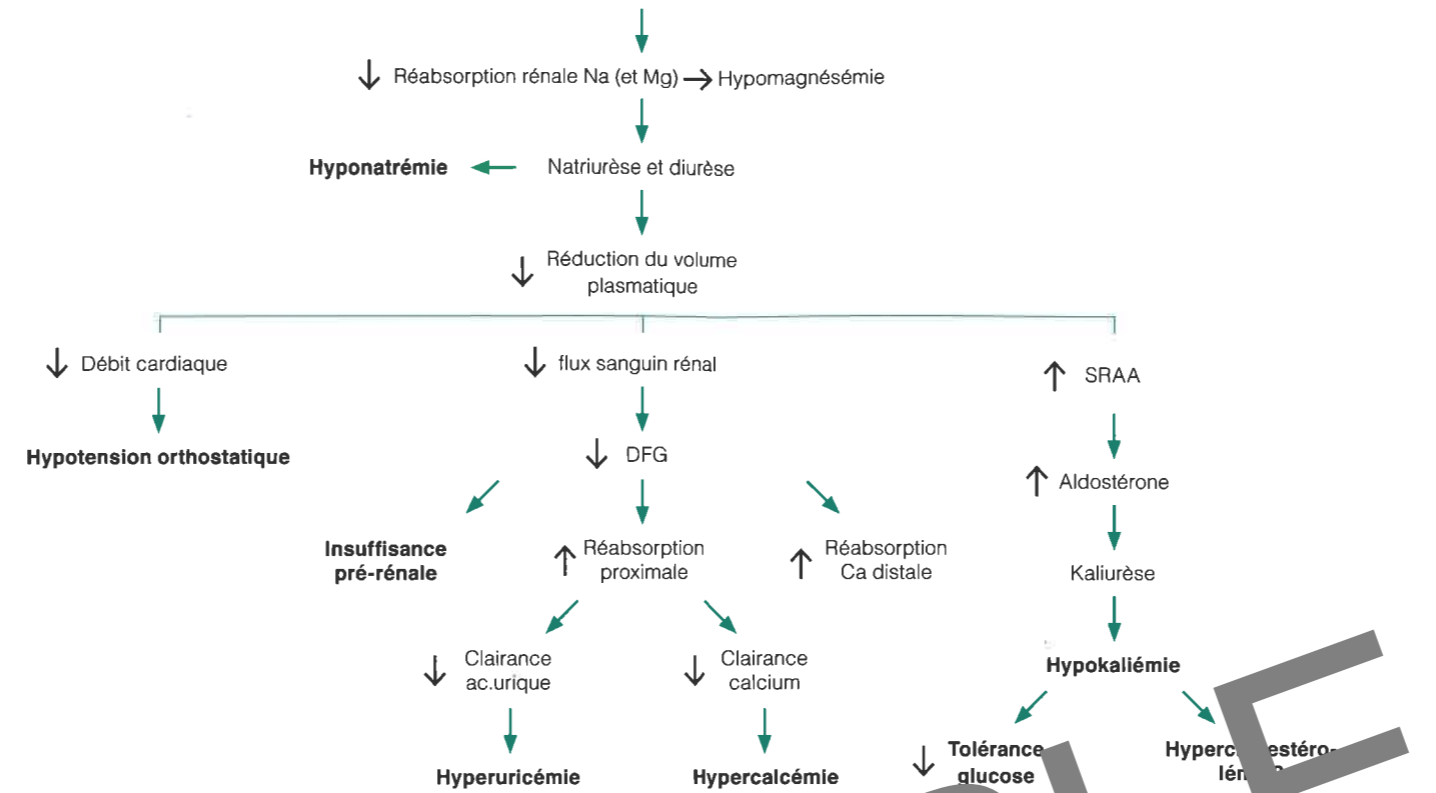 Réabsorption rénale Na (et Mg) → Hypomagnésémie
Hyponatrémie
Natriurèse et diurèse
Réduction du volume
plasmatique
Débit cardiaque
flux sanguin rénal
SRAA
Hypotension orthostatique
DFG
Aldostérone
Insuffisance
pré-rénale
Réabsorption
proximale
Réabsorption
Ca distale
Kaliurèse
Clairance
ac.urique
Clairance
calcium
Hypokaliémie
Hyperuricémie
Hypercalcémie
Tolérance
glucose